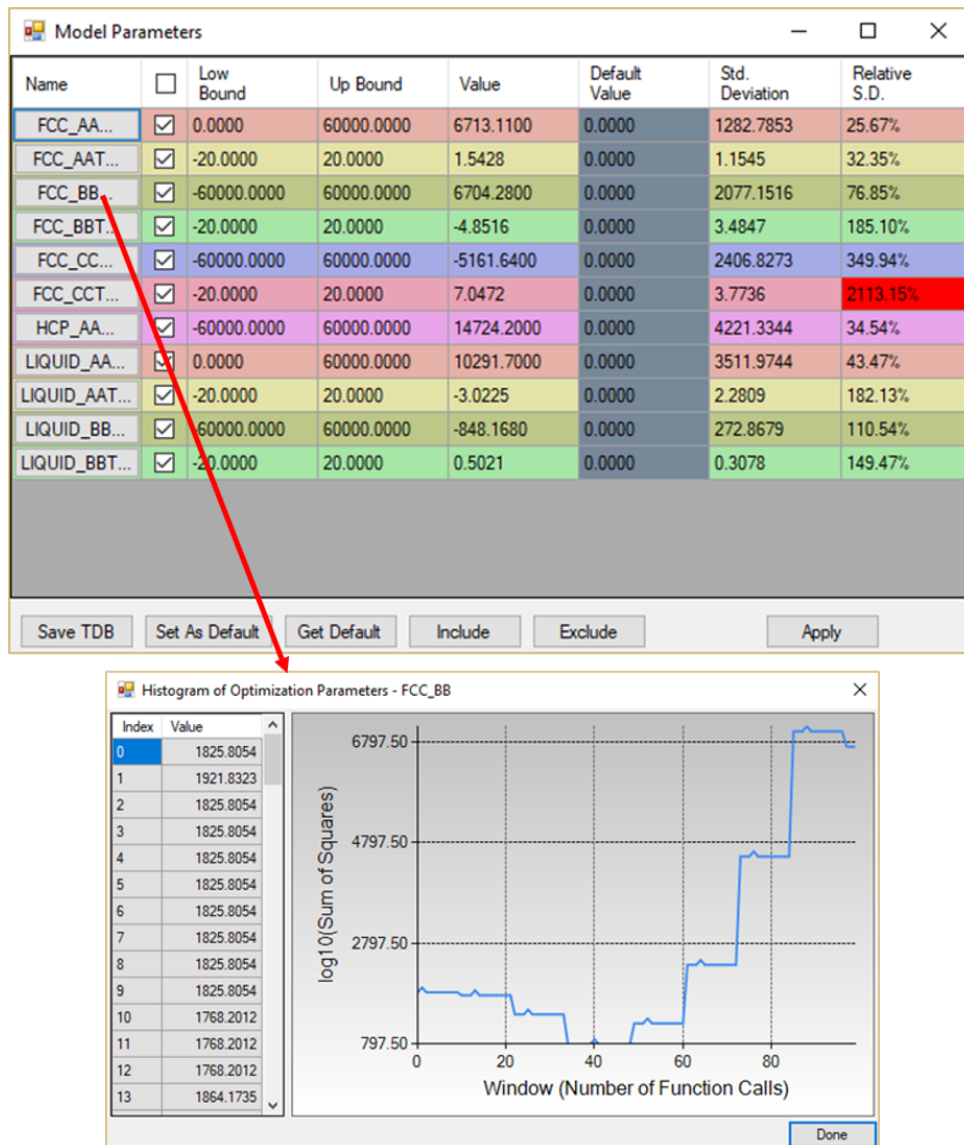 Model Parameters
Name Low Bound Up Bound Value Default Value Std. Deviation Relative S.D.
FCC_AA... 0.0000 60000.0000 6713.1100 0.0000 1282.7853 25.67%
FCC_AAT... -20.0000 20.0000 1.5428 0.0000 1.1545 32.35%
FCC_BB... -60000.0000 60000.0000 6704.2800 0.0000 2077.1516 76.85%
FCC_BBT... -20.0000 20.0000 -4.8516 0.0000 3.4847 185.10%
FCC_CC... -60000.0000 60000.0000 -5161.6400 0.0000 2406.8273 349.94%
FCC_CCT... -20.0000 20.0000 7.0472 0.0000 3.7736 2113.15%
HCP_AA... -60000.0000 60000.0000 14724.2000 0.0000 4221.3344 34.54%
LIQUID_AA... 0.0000 60000.0000 10291.7000 0.0000 3511.9744 43.47%
LIQUID_AAT... -20.0000 20.0000 -3.0225 0.0000 2.2809 182.13%
LIQUID_BB... -60000.0000 60000.0000 -848.1680 0.0000 272.8679 110.54%
LIQUID_BBT... -20.0000 20.0000 0.5021 0.0000 0.3078 149.47%
Save TDB Set As Default Get Default Include Exclude Apply
Histogram of Optimization Parameters - FCC_BB
Index Value
0 1825.8054
1 1921.8323
2 1825.8054
3 1825.8054
4 1825.8054
5 1825.8054
6 1825.8054
7 1825.8054
8 1825.8054
9 1825.8054
10 1768.2012
11 1768.2012
12 1768.2012
13 1864.1735
log10(Sum of Squares)
6797.50
4797.50
2797.50
797.50
0 20 40 60 80
Window (Number of Function Calls)
Done